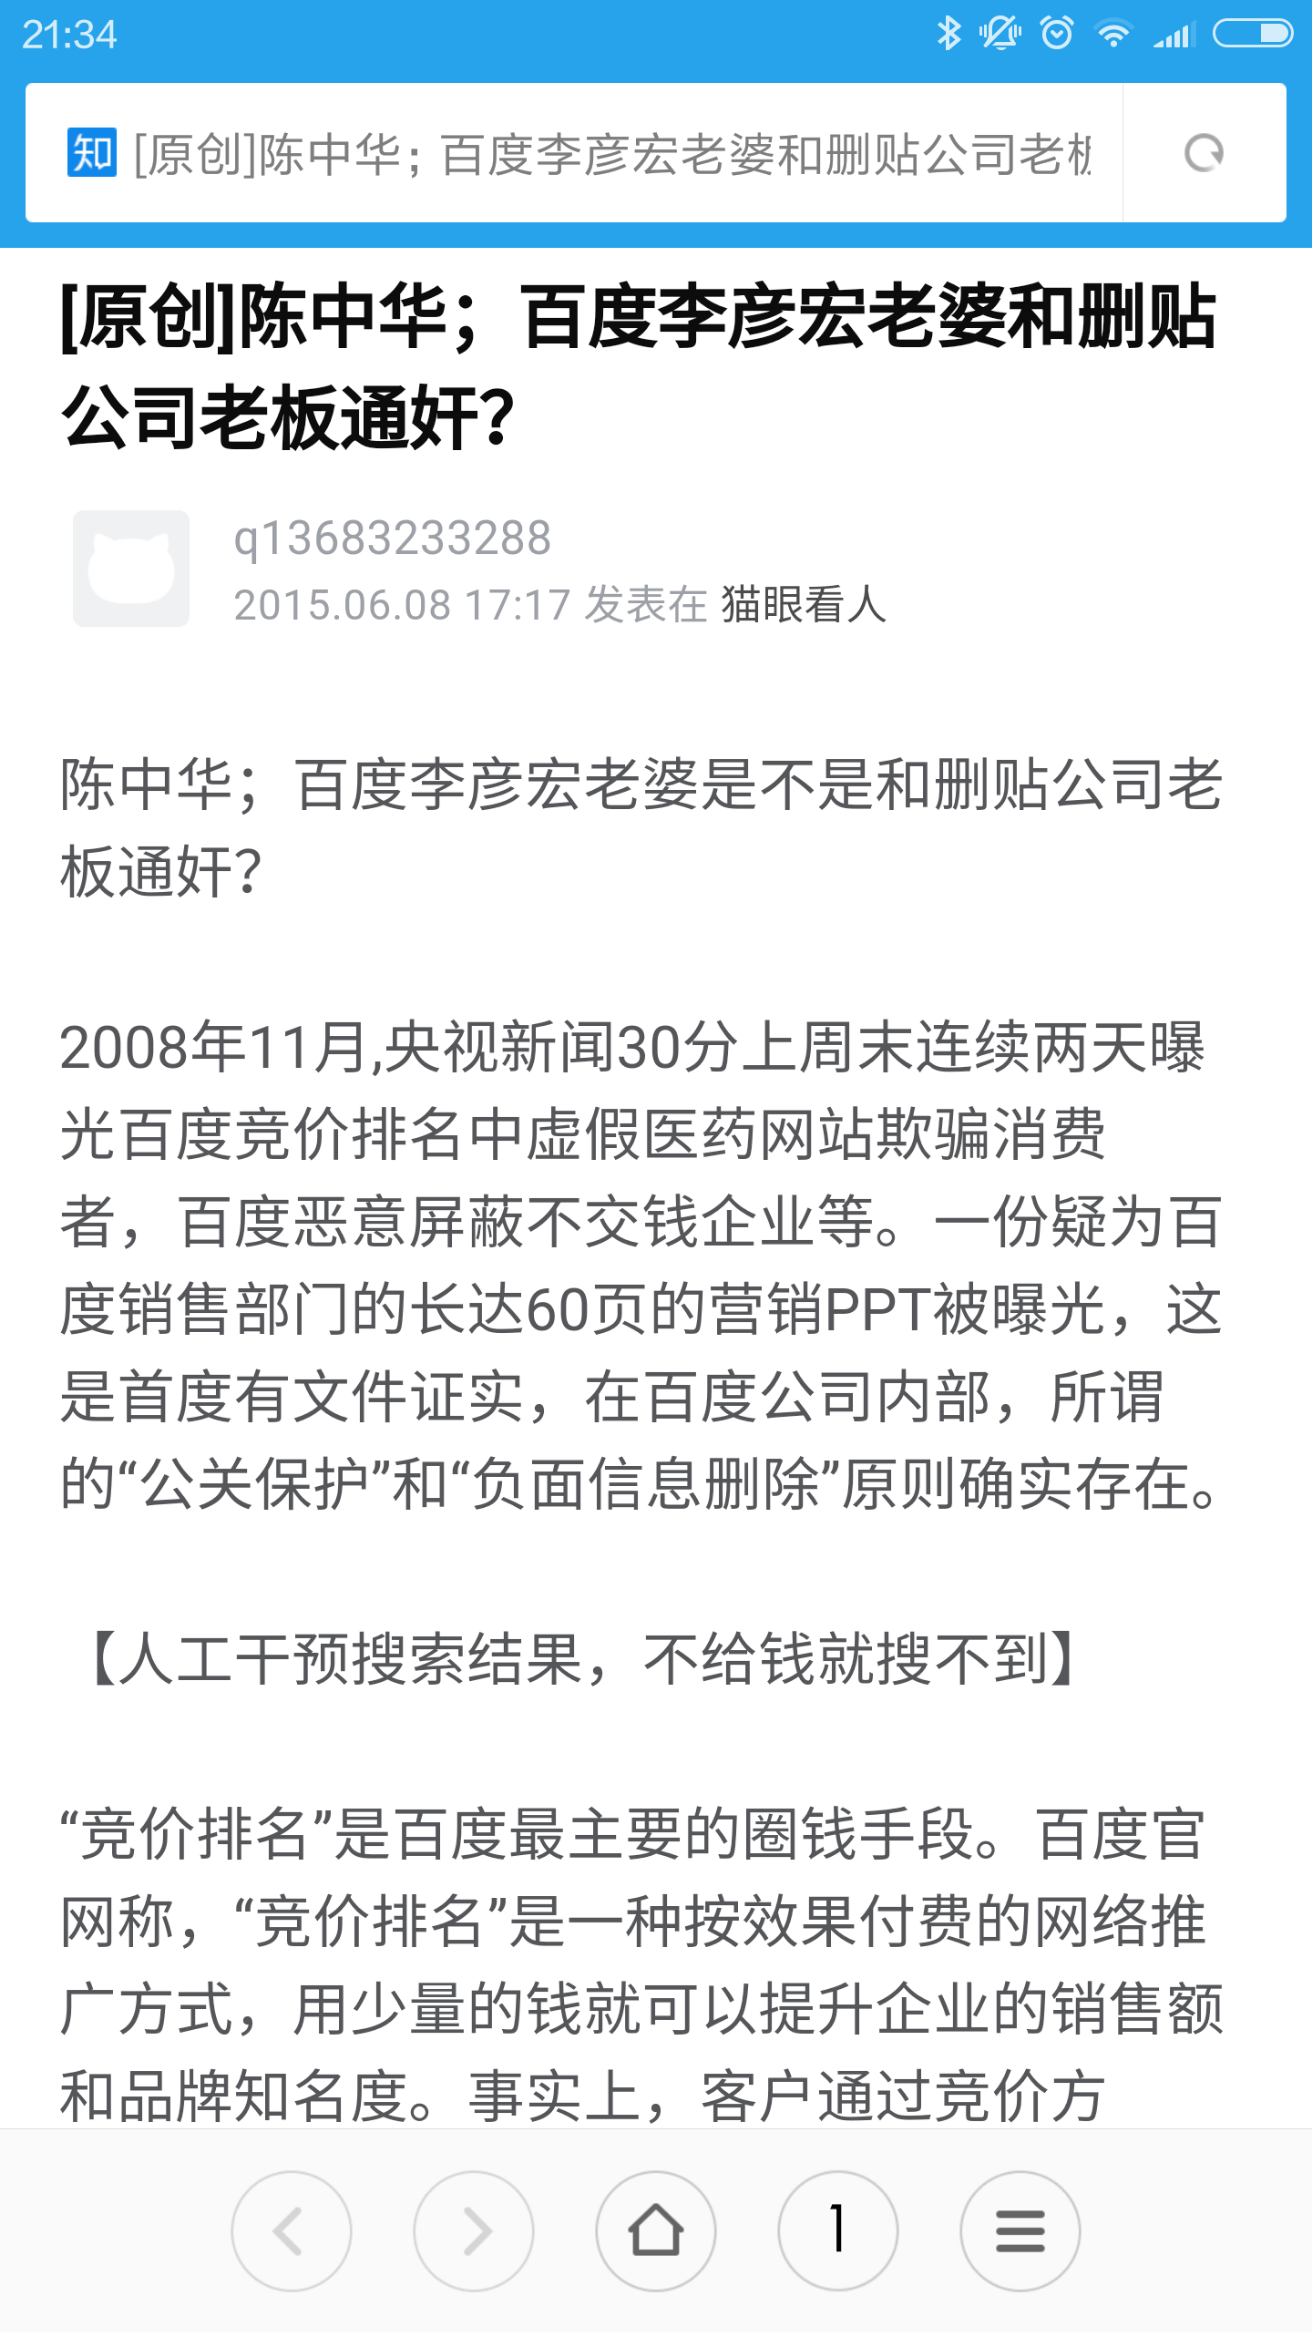 21:34
知 [原创]陈中华；百度李彦宏老婆和删贴公司老
[原创]陈中华；百度李彦宏老婆和删贴
公司老板通奸？
q13683233288
2015.06.08 17:17 发表在 猫眼看人
陈中华；百度李彦宏老婆是不是和删贴公司老
板通奸？
2008年11月,央视新闻30分上周末连续两天曝
光百度竞价排名中虚假医药网站欺骗消费
者，百度恶意屏蔽不交钱企业等。一份疑为百
度销售部门的长达60页的营销PPT被曝光，这
是首度有文件证实，在百度公司内部，所谓
的“公关保护”和“负面信息删除”原则确实存在。
【人工干预搜索结果，不给钱就搜不到】
“竞价排名”是百度最主要的圈钱手段。百度官
网称，“竞价排名”是一种按效果付费的网络推
广方式，用少量的钱就可以提升企业的销售额
和品牌知名度。事实上，客户通过竞价方
1